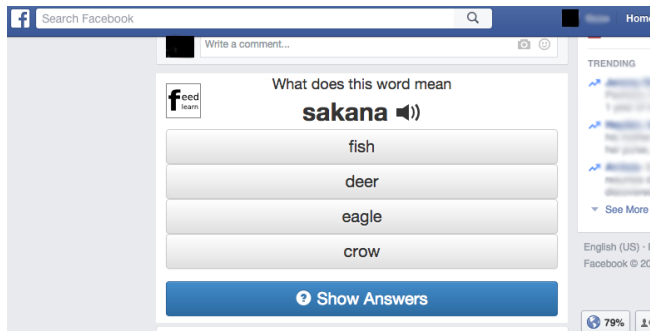 f Search Facebook
Home
Write a comment...
TRENDING
feed
learn
What does this word mean
sakana
fish
deer
eagle
crow
Show Answers
1
See More
English (US) ·
Facebook © 20
79%